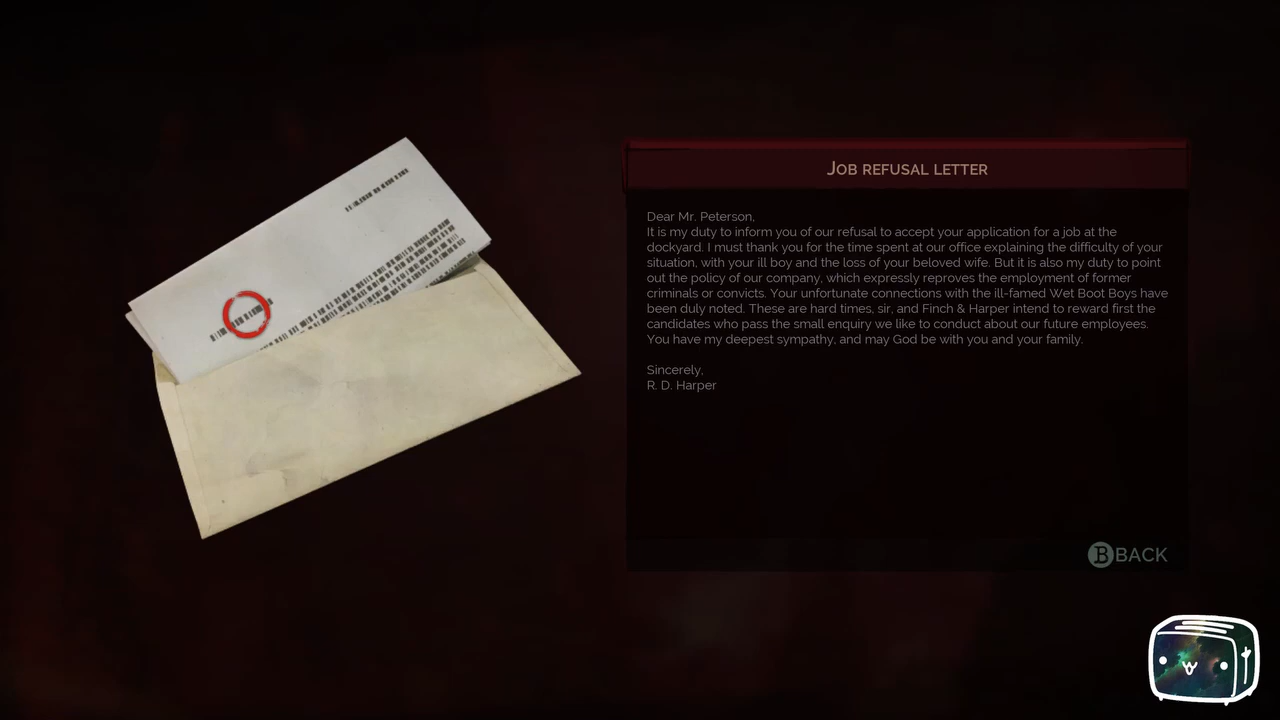 JOB REFUSAL LETTER
Dear Mr. Peterson,
It is my duty to inform you of our refusal to accept your application for a job at the
dockyard. I must thank you for the time spent at our office explaining the difficulty of your
situation, with your ill boy and the loss of your beloved wife. But it is also my duty to point
out the policy of our company, which expressly reproves the employment of former
criminals or convicts. Your unfortunate connections with the ill-famed Wet Boot Boys have
been duly noted. These are hard times, sir, and Finch & Harper intend to reward first the
candidates who pass the small enquiry we like to conduct about our future employees.
You have my deepest sympathy, and may God be with you and your family.
Sincerely,
R. D. Harper
B BACK